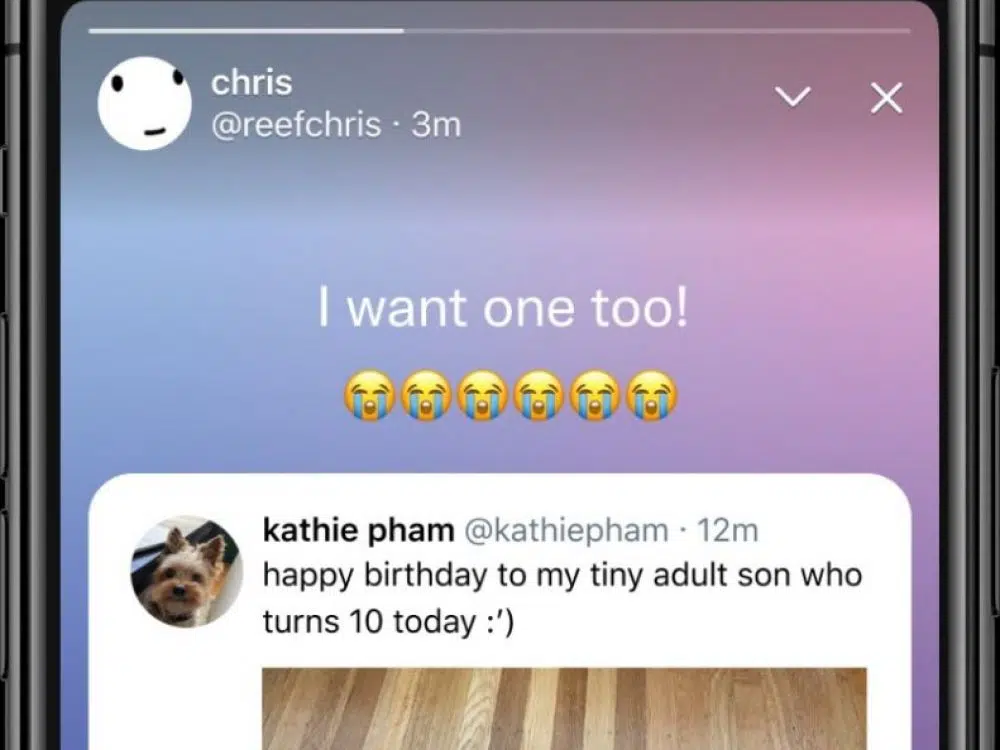 chris
@reefchris · 3m
I want one too!
😭😭😭😭😭😭
kathie pham @kathiepham · 12m
happy birthday to my tiny adult son who
turns 10 today :’)